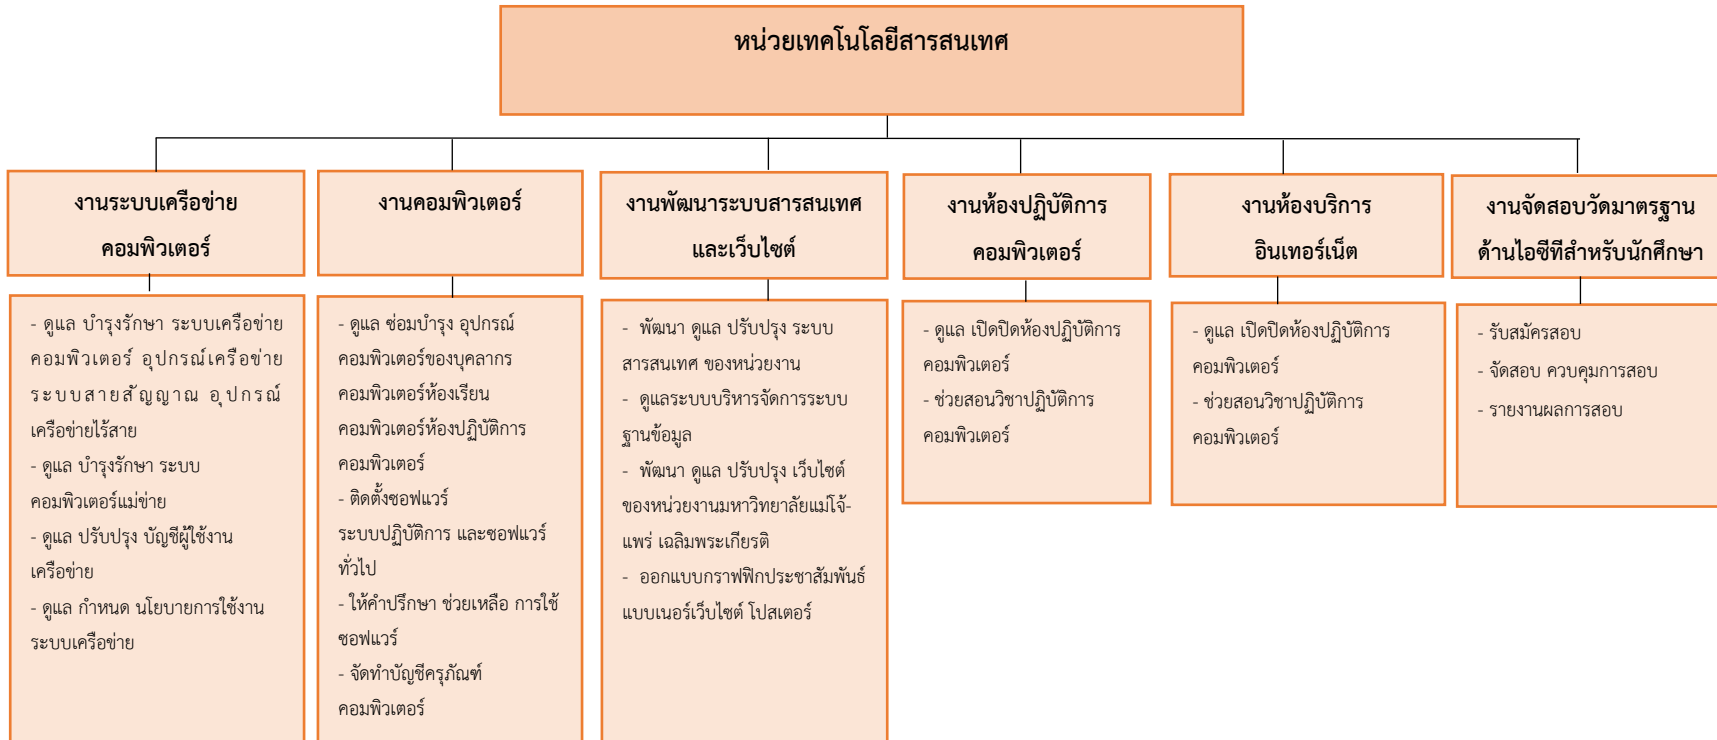 หน่วยเทคโนโลยีสารสนเทศ
งานระบบเครือข่าย
คอมพิวเตอร์
- ดูแล บำรุงรักษา ระบบเครือข่าย
คอมพิวเตอร์ อุปกรณ์เครือข่าย
ระบบสายสัญญาณ อุปกรณ์
เครือข่ายไร้สาย
- ดูแล บำรุงรักษา ระบบ
คอมพิวเตอร์แม่ข่าย
- ดูแล ปรับปรุง บัญชีผู้ใช้งาน
เครือข่าย
- ดูแล กำหนด นโยบายการใช้งาน
ระบบเครือข่าย
งานคอมพิวเตอร์
- ดูแล ซ่อมบำรุง อุปกรณ์
คอมพิวเตอร์ของบุคลากร
คอมพิวเตอร์ห้องเรียน
คอมพิวเตอร์ห้องปฏิบัติการ
คอมพิวเตอร์
- ติดตั้งซอฟแวร์
ระบบปฏิบัติการ และซอฟแวร์
ทั่วไป
- ให้คำปรึกษา ช่วยเหลือ การใช้
ซอฟแวร์
- จัดทำบัญชีครุภัณฑ์
คอมพิวเตอร์
งานพัฒนาระบบสารสนเทศ
และเว็บไซต์
- พัฒนา ดูแล ปรับปรุง ระบบ
สารสนเทศ ของหน่วยงาน
- ดูแลระบบบริหารจัดการระบบ
ฐานข้อมูล
- พัฒนา ดูแล ปรับปรุง เว็บไซต์
ของหน่วยงานมหาวิทยาลัยแม่โจ้-
แพร่ เฉลิมพระเกียรติ
- ออกแบบกราฟฟิกประชาสัมพันธ์
แบบเนอร์เว็บไซต์ โปสเตอร์
งานห้องปฏิบัติการ
คอมพิวเตอร์
- ดูแล เปิดปิดห้องปฏิบัติการ
คอมพิวเตอร์
- ช่วยสอนวิชาปฏิบัติการ
คอมพิวเตอร์
งานห้องบริการ
อินเทอร์เน็ต
- ดูแล เปิดปิดห้องปฏิบัติการ
คอมพิวเตอร์
- ช่วยสอนวิชาปฏิบัติการ
คอมพิวเตอร์
งานจัดสอบวัดมาตรฐาน
ด้านไอซีทีสำหรับนักศึกษา
- รับสมัครสอบ
- จัดสอบ ควบคุมการสอบ
- รายงานผลการสอบ